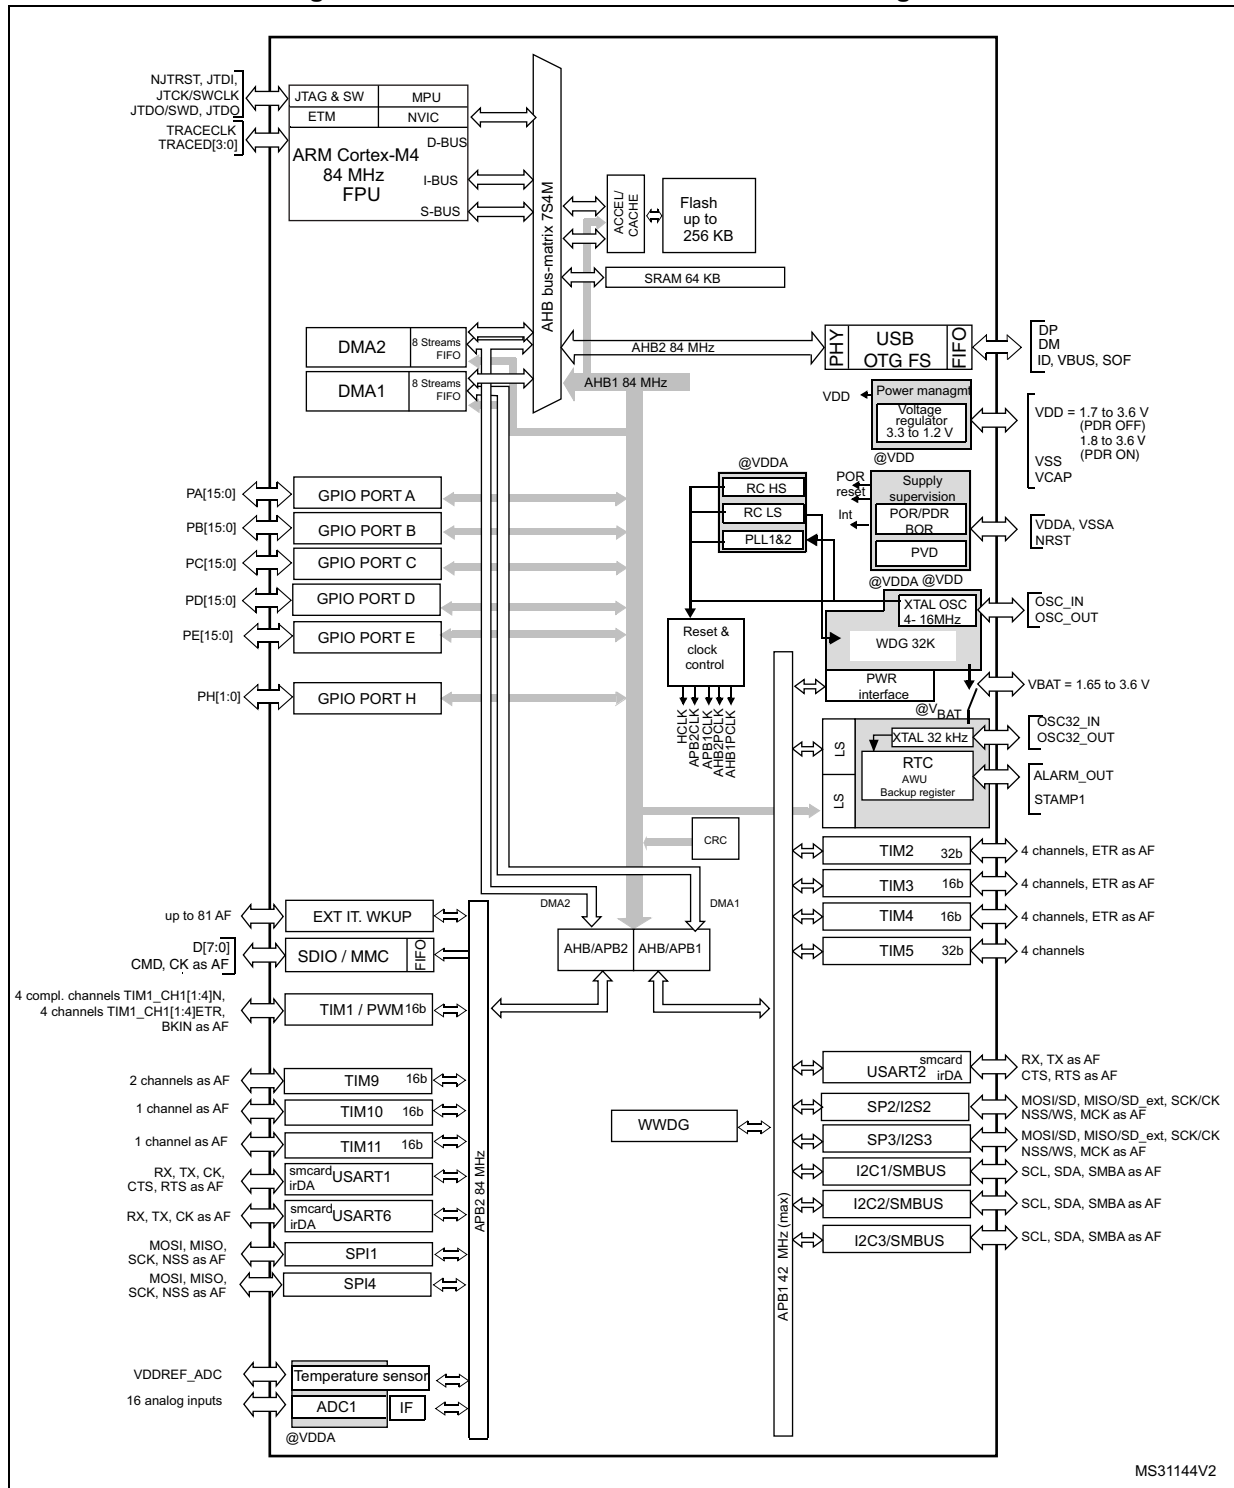 NJTRST, JTDI,
JTCK/SWCLK
JTDO/SWD, JTDO
TRACECLK
TRACED[3:0]
JTAG & SW
MPU
ETM
NVIC
D-BUS
ARM Cortex-M4
84 MHz
FPU
I-BUS
S-BUS
AHB bus-matrix 7S4M
ACCEL/
CACHE
Flash
up to
256 KB
SRAM 64 KB
DMA2
8 Streams
FIFO
DMA1
8 Streams
FIFO
AHB2 84 MHz
AHB1 84 MHz
PHY
USB
OTG FS
FIFO
DP
DM
ID, VBUS, SOF
VDD
Power managmt
Voltage
regulator
3.3 to 1.2 V
@VDD
VDD = 1.7 to 3.6 V
(PDR OFF)
1.8 to 3.6 V
(PDR ON)
VSS
VCAP
@VDDA
RC HS
RC LS
PLL1&2
POR
reset
Int
Supply
supervision
POR/PDR
BOR
PVD
VDDA, VSSA
NRST
@VDDA @VDD
XTAL OSC
4- 16MHz
OSC_IN
OSC_OUT
WDG 32K
PWR
interface
VBAT = 1.65 to 3.6 V
@VBAT
PA[15:0]
GPIO PORT A
PB[15:0]
GPIO PORT B
PC[15:0]
GPIO PORT C
PD[15:0]
GPIO PORT D
PE[15:0]
GPIO PORT E
PH[1:0]
GPIO PORT H
Reset &
clock
control
HCLK
APB2CLK
APB1CLK
AHB2PCLK
AHB1PCLK
LS
LS
XTAL 32 kHz
RTC
AWU
Backup register
OSC32_IN
OSC32_OUT
ALARM_OUT
STAMP1
CRC
DMA2
DMA1
AHB/APB2
AHB/APB1
TIM2
32b
4 channels, ETR as AF
TIM3
16b
4 channels, ETR as AF
TIM4
16b
4 channels, ETR as AF
TIM5
32b
4 channels
up to 81 AF
EXT IT. WKUP
D[7:0]
CMD, CK as AF
SDIO / MMC
FIFO
4 compl. channels TIM1_CH1[1:4]N,
4 channels TIM1_CH1[1:4]ETR,
BKIN as AF
TIM1 / PWM
16b
2 channels as AF
TIM9
16b
1 channel as AF
TIM10
16b
1 channel as AF
TIM11
16b
RX, TX, CK,
CTS, RTS as AF
smcard
irDA
USART1
RX, TX, CK as AF
smcard
irDA
USART6
MOSI, MISO,
SCK, NSS as AF
SPI1
MOSI, MISO,
SCK, NSS as AF
SPI4
APB2 84 MHz
WWDG
APB1 42 MHz (max)
smcard
USART2
irDA
RX, TX as AF
CTS, RTS as AF
SP2/I2S2
MOSI/SD, MISO/SD_ext, SCK/CK
NSS/WS, MCK as AF
SP3/I2S3
MOSI/SD, MISO/SD_ext, SCK/CK
NSS/WS, MCK as AF
I2C1/SMBUS
SCL, SDA, SMBA as AF
I2C2/SMBUS
SCL, SDA, SMBA as AF
I2C3/SMBUS
SCL, SDA, SMBA as AF
VDDREF_ADC
Temperature sensor
16 analog inputs
ADC1
IF
@VDDA
MS31144V2